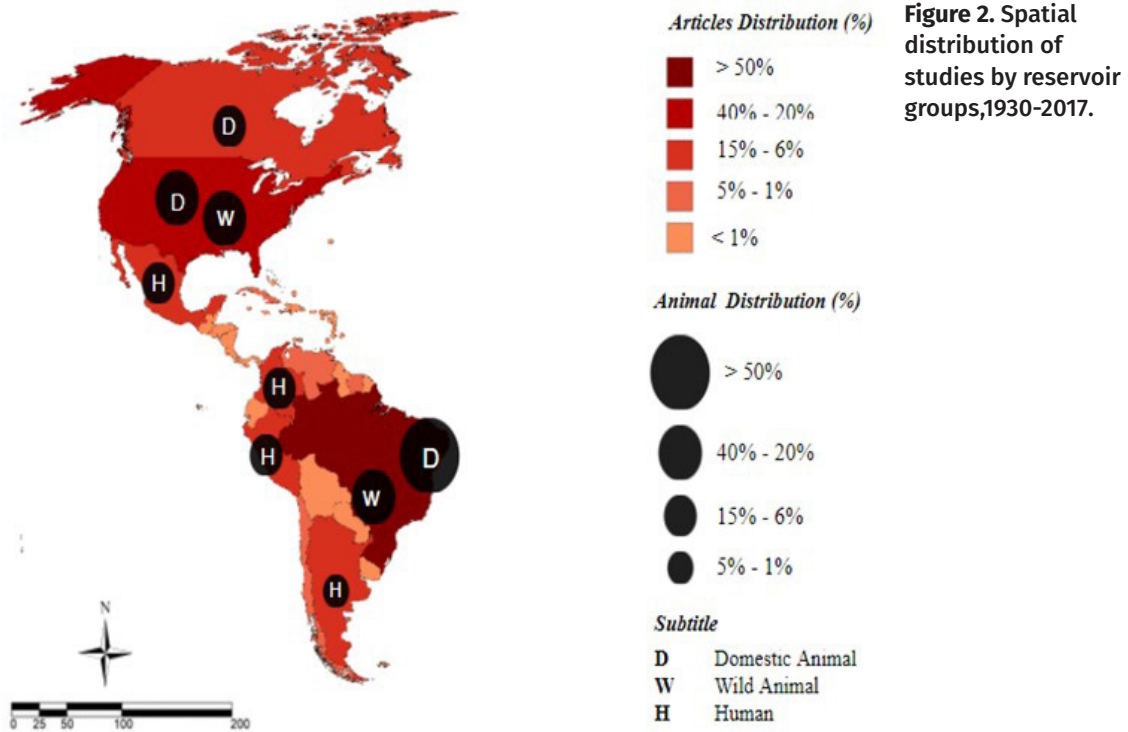 D
D
W
H
H
H
D
W
H
N
0 25 50 100 200
Articles Distribution (%)
> 50%
40% - 20%
15% - 6%
5% - 1%
< 1%
Animal Distribution (%)
> 50%
40% - 20%
15% - 6%
5% - 1%
Subtitle
D Domestic Animal
W Wild Animal
H Human
Figure 2. Spatial
distribution of
studies by reservoir
groups,1930-2017.